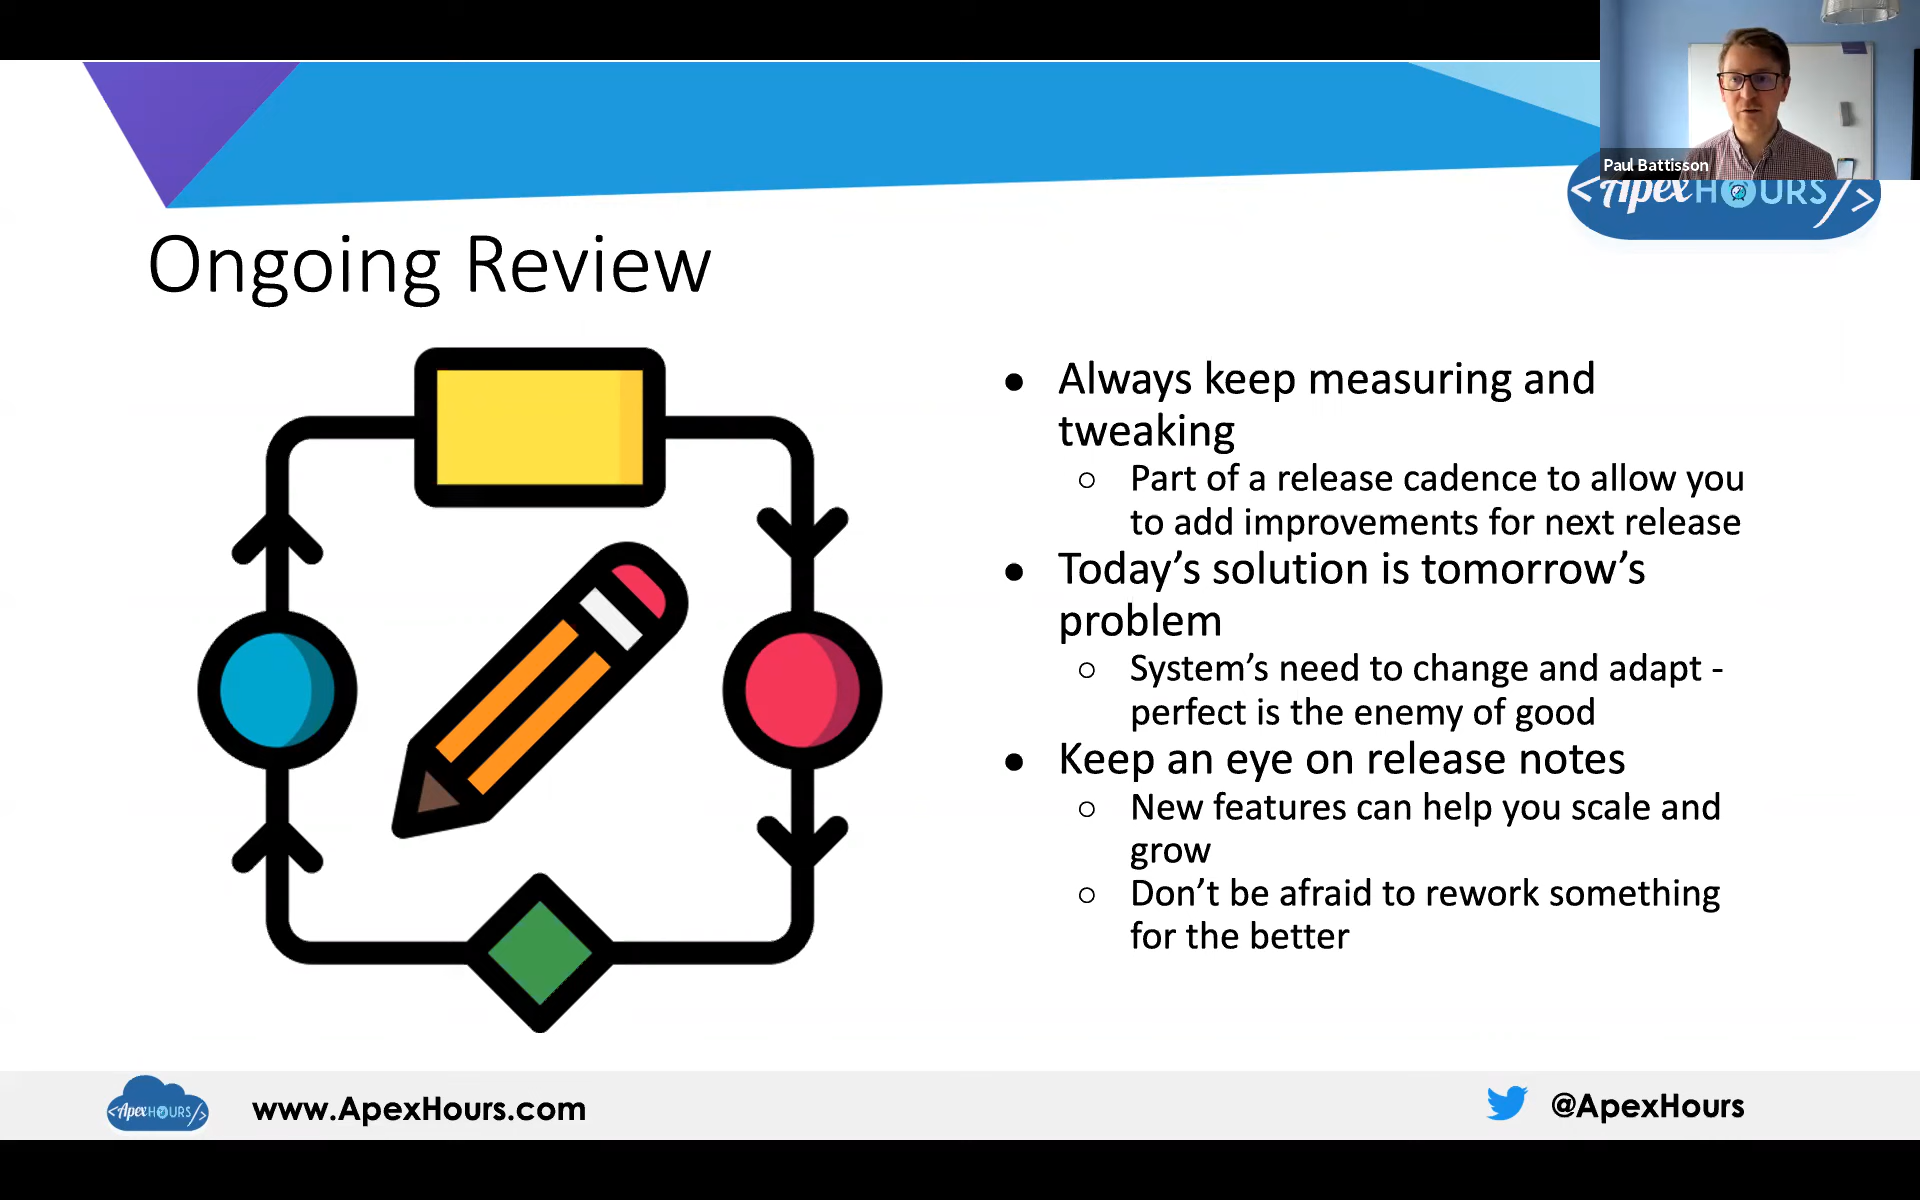 Paul Battisson
<ApexHOURS/>
Ongoing Review
● Always keep measuring and
tweaking
○ Part of a release cadence to allow you
to add improvements for next release
● Today’s solution is tomorrow’s
problem
○ System’s need to change and adapt -
perfect is the enemy of good
● Keep an eye on release notes
○ New features can help you scale and
grow
○ Don’t be afraid to rework something
for the better
<ApexHOURS/>
www.ApexHours.com
@ApexHours